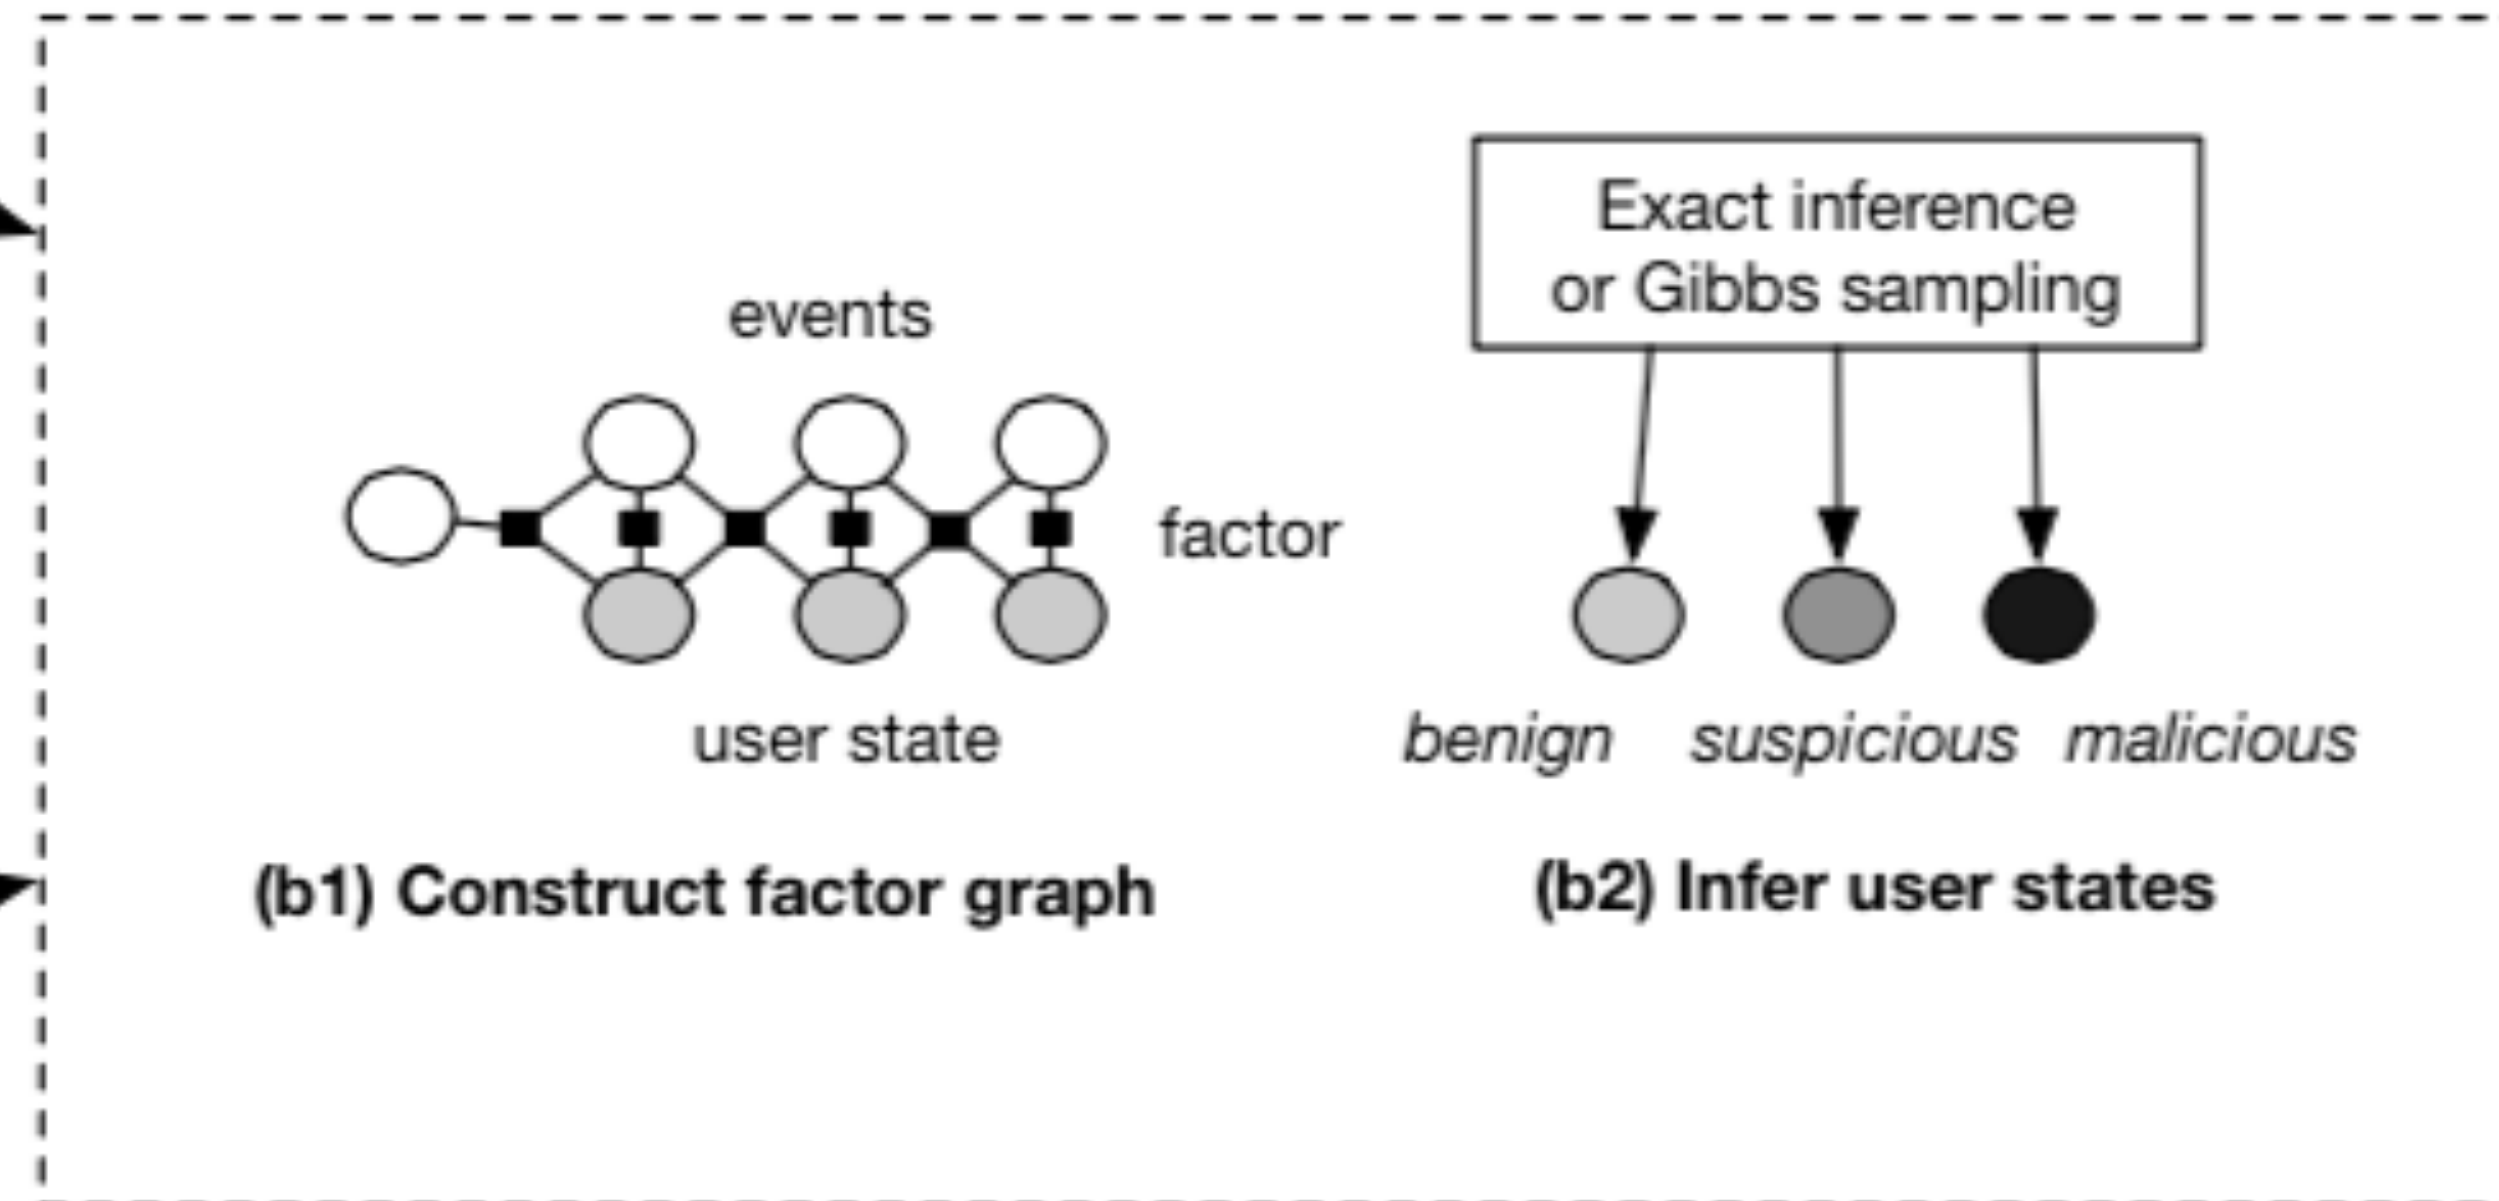 events
factor
user state
(b1) Construct factor graph
Exact inference
or Gibbs sampling
benign suspicious malicious
(b2) Infer user states